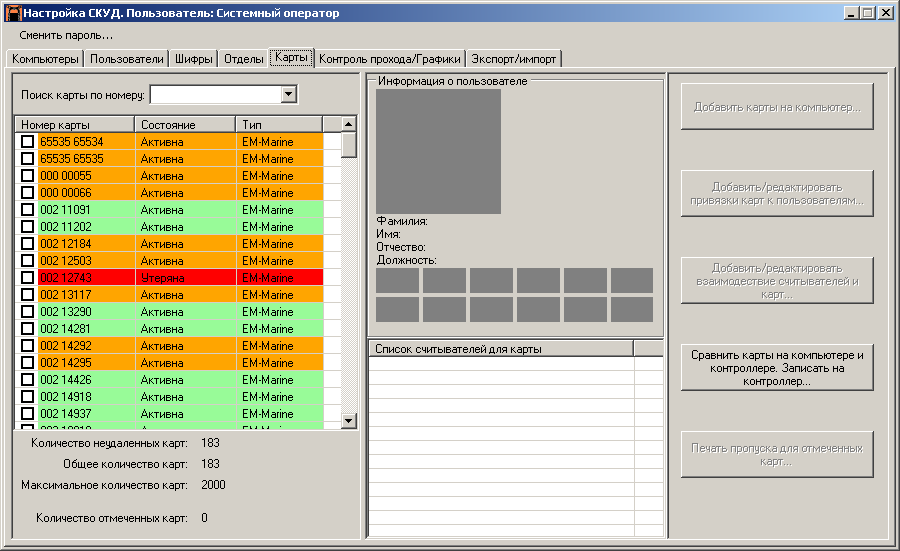 Настройка СКУД. Пользователь: Системный оператор
Сменить пароль...
Компьютеры Пользователи Шифры Отделы Карты Контроль прохода/Графики Экспорт/импорт
Поиск карты по номеру:
Номер карты Состояние Тип
65535 65534 Активна EM-Marine
65535 65535 Активна EM-Marine
000 00055 Активна EM-Marine
000 00066 Активна EM-Marine
002 11091 Активна EM-Marine
002 11202 Активна EM-Marine
002 12184 Активна EM-Marine
002 12503 Активна EM-Marine
002 12743 Утеряна EM-Marine
002 13117 Активна EM-Marine
002 13290 Активна EM-Marine
002 14281 Активна EM-Marine
002 14292 Активна EM-Marine
002 14295 Активна EM-Marine
002 14426 Активна EM-Marine
002 14918 Активна EM-Marine
002 14937 Активна EM-Marine
Количество неудаленных карт: 183
Общее количество карт: 183
Максимальное количество карт: 2000
Количество отмеченных карт: 0
Информация о пользователе
Фамилия:
Имя:
Отчество:
Должность:
Список считывателей для карты
Добавить карты на компьютер...
Добавить/редактировать
привязки карт к пользователям...
Добавить/редактировать
взаимодествие считывателей и
карт...
Сравнить карты на компьютере и
контроллере. Записать на
контроллер...
Печать пропуска для отмеченных
карт...